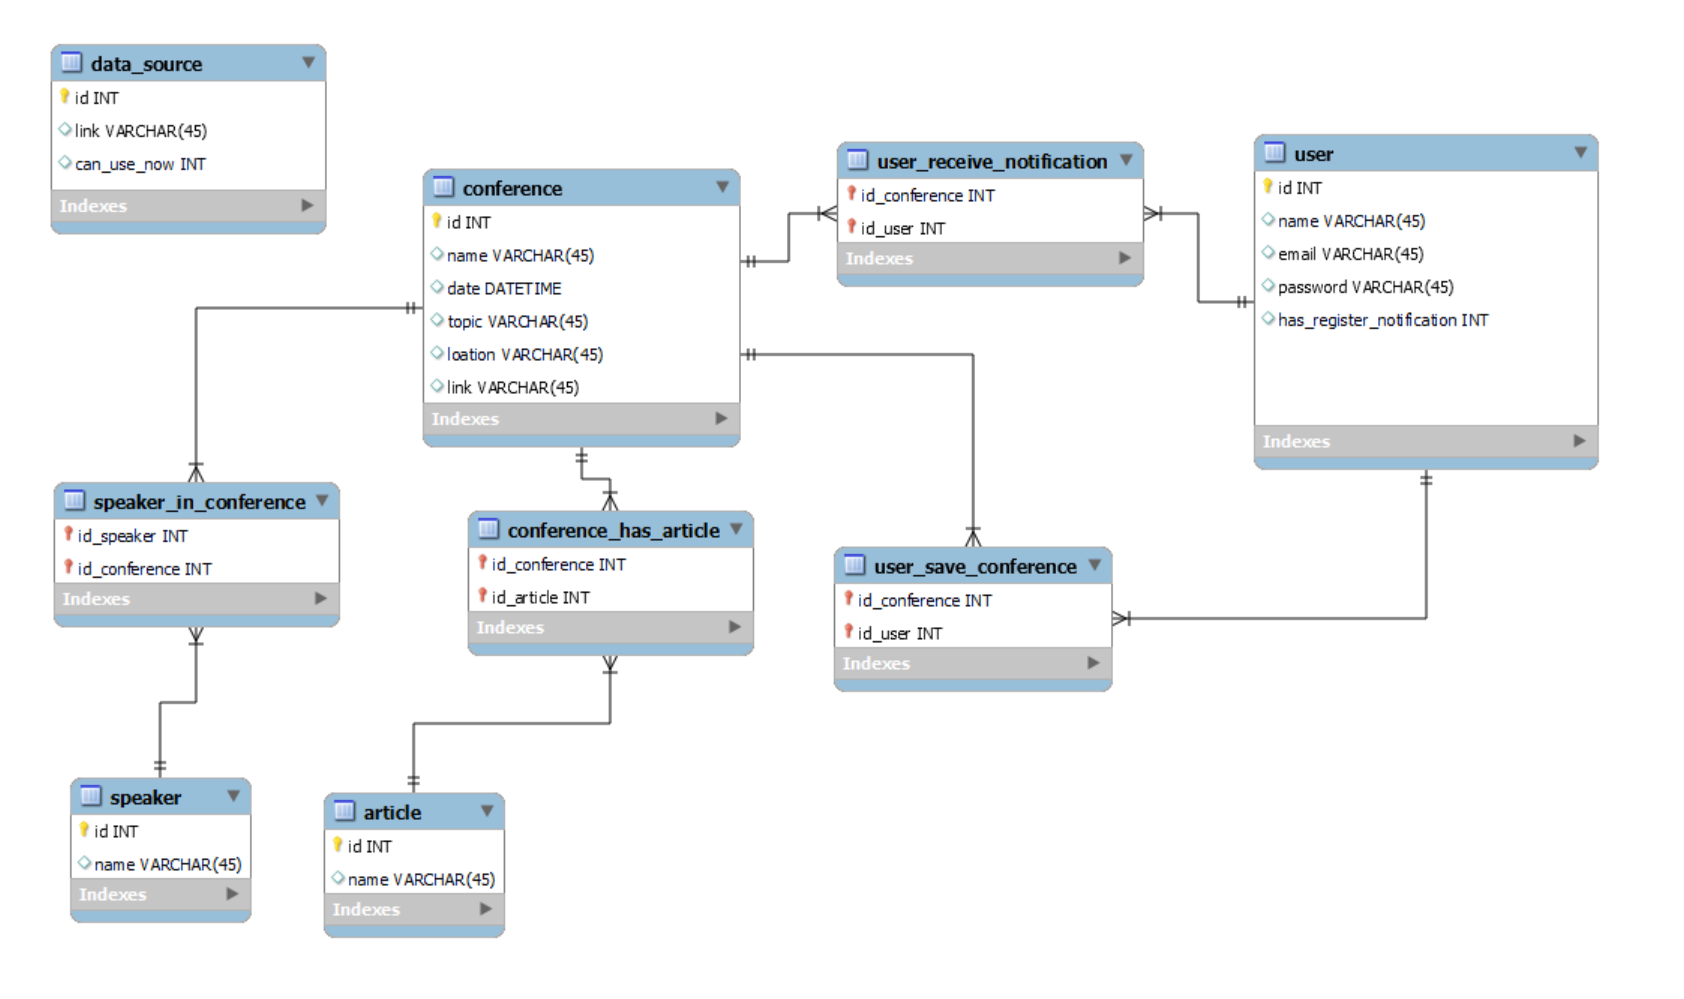 data_source
id INT
link VARCHAR(45)
can_use_now INT
Indexes
conference
id INT
name VARCHAR(45)
date DATETIME
topic VARCHAR(45)
loation VARCHAR(45)
link VARCHAR(45)
Indexes
user_receive_notification
id_conference INT
id_user INT
Indexes
user
id INT
name VARCHAR(45)
email VARCHAR(45)
password VARCHAR(45)
has_register_notification INT
Indexes
speaker_in_conference
id_speaker INT
id_conference INT
Indexes
conference_has_article
id_conference INT
id_article INT
Indexes
user_save_conference
id_conference INT
id_user INT
Indexes
speaker
id INT
name VARCHAR(45)
Indexes
article
id INT
name VARCHAR(45)
Indexes